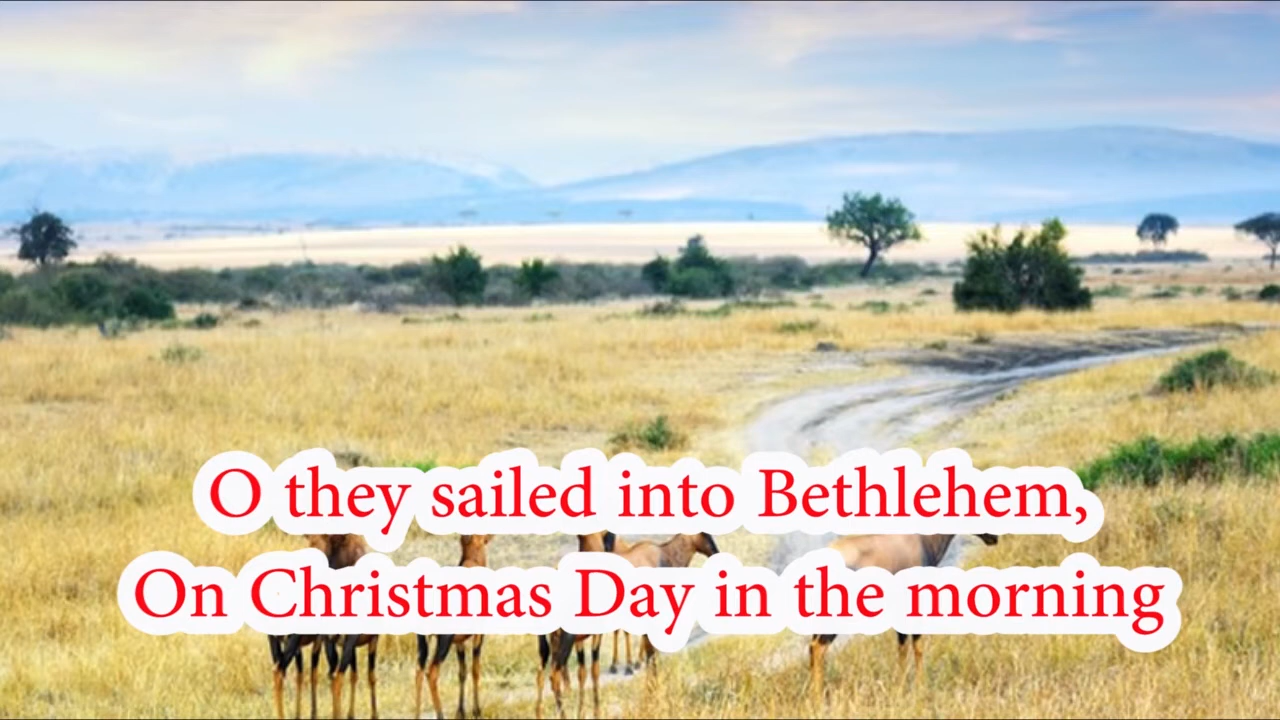 O they sailed into Bethlehem,
On Christmas Day in the morning